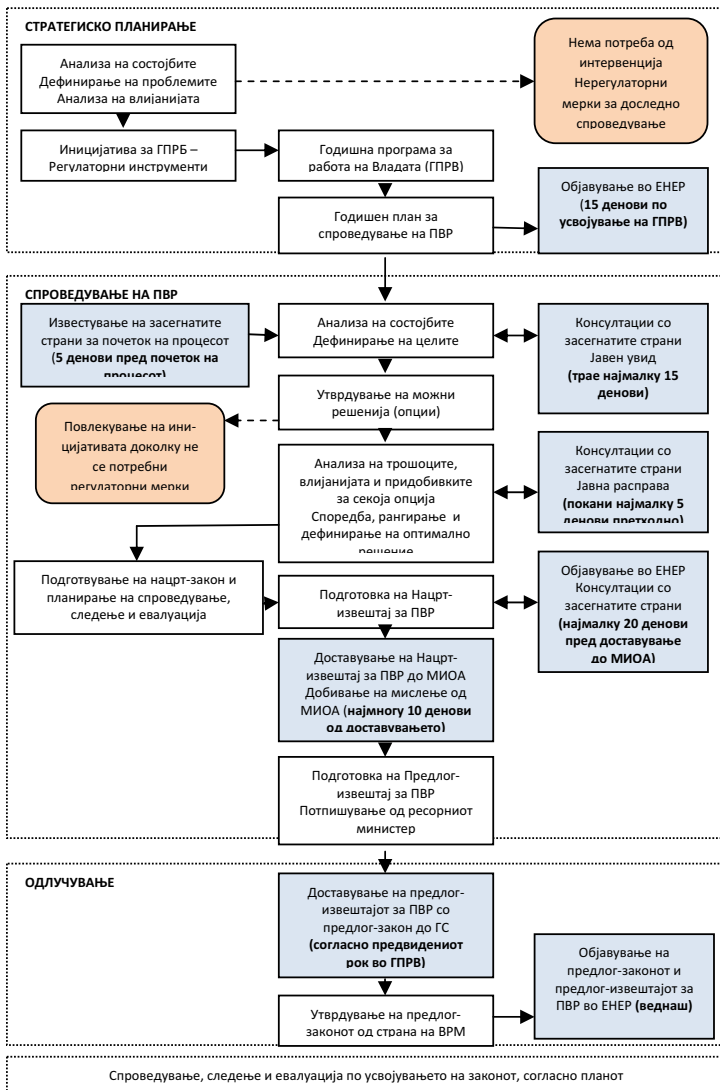 СТРАТЕГИСКО ПЛАНИРАЊЕ
Анализа на состојбите
Дефинирање на проблемите
Анализа на влијанијата
Нема потреба од
интервенција
Нерегулаторни
мерки за доследно
спроведување
Иницијатива за ГПРБ –
Регулаторни инструменти
Годишна програма за
работа на Владата (ГПРВ)
Објавување во ЕНЕР
(15 денови по
усвојување на ГПРВ)
Годишен план за
спроведување на ПВР
СПРОВЕДУВАЊЕ НА ПВР
Известување на засегнатите
страни за почеток на процесот
(5 денови пред почеток на
процесот)
Анализа на состојбите
Дефинирање на целите
Консултации со
засегнатите страни
Јавен увид
(трае најмалку 15
денови)
Утврдување на можни
решенија (опции)
Повлекување на ини-
цијативата доколку не
се потребни
регулаторни мерки
Анализа на трошоците,
влијанијата и придобивките
за секоја опција
Споредба, рангирање и
дефинирање на оптимално
решение
Консултации со
засегнатите страни
Јавна расправа
(покани најмалку 5
денови претходно)
Подготвување на нацрт-закон и
планирање на спроведување,
следење и евалуација
Подготовка на Нацрт-
извештај за ПВР
Објавување во ЕНЕР
Консултации со
засегнатите страни
(најмалку 20 денови
пред доставување
до МИОА)
Доставување на Нацрт-
извештај за ПВР до МИОА
Добивање на мислење од
МИОА (најмногу 10 денови
од доставувањето)
Подготовка на Предлог-
извештај за ПВР
Потпишување од ресорниот
министер
ОДЛУЧУВАЊЕ
Доставување на предлог-
извештајот за ПВР со
предлог-закон до ГС
(согласно предвидениот
рок во ГПРВ)
Објавување на
предлог-законот и
предлог-извештајот за
ПВР во ЕНЕР (веднаш)
Утврдување на предлог-
законот од страна на ВРМ
Спроведување, следење и евалуација по усвојувањето на законот, согласно планот